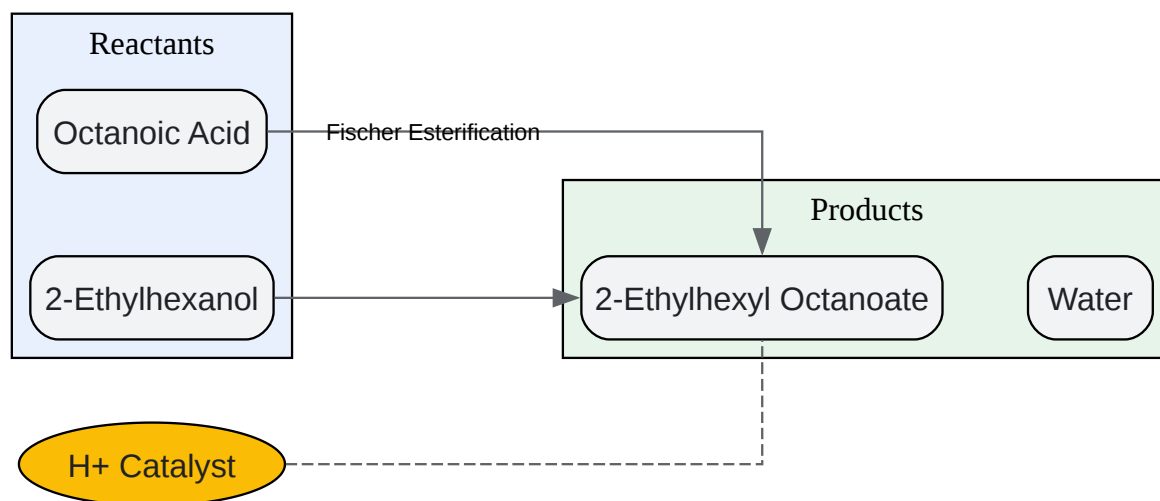 Reactants
Octanoic Acid
Fischer Esterification
Products
2-Ethylhexanol
2-Ethylhexyl Octanoate
Water
H+ Catalyst